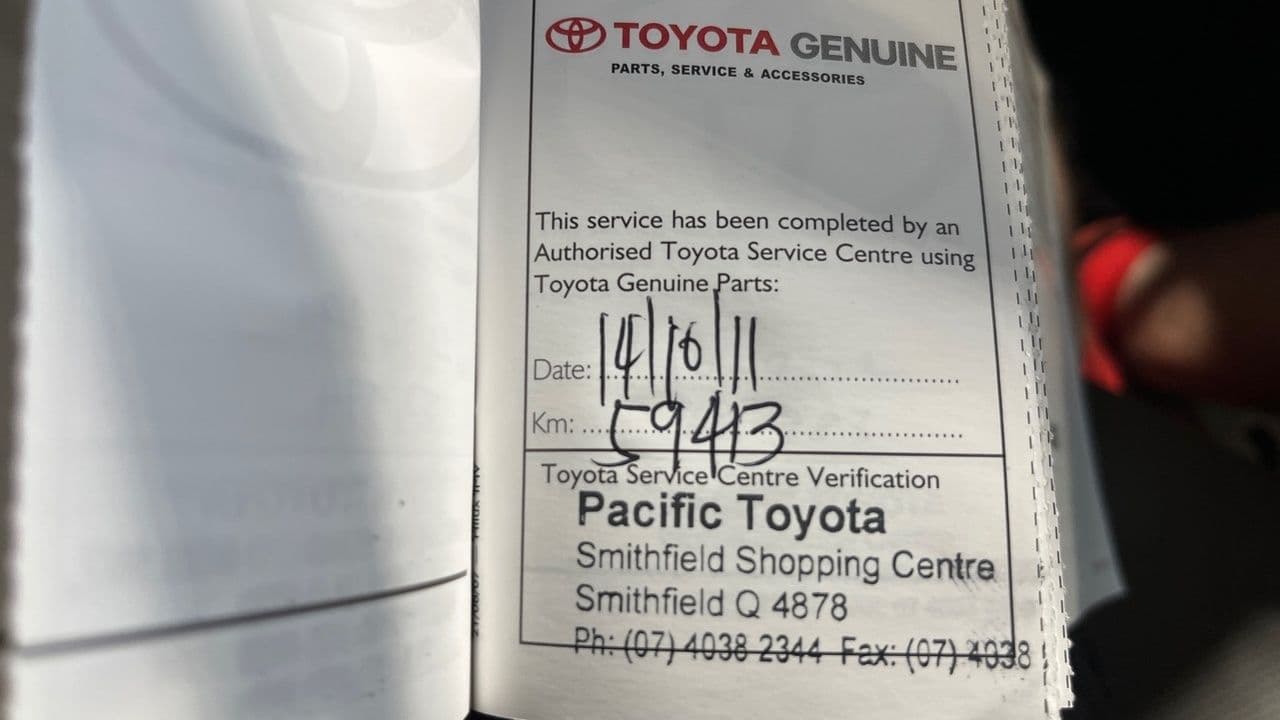 TOYOTA GENUINE
PARTS, SERVICE & ACCESSORIES
This service has been completed by an
Authorised Toyota Service Centre using
Toyota Genuine Parts:
Date: 14/10/11
Km: 59413
Toyota Service Centre Verification
Pacific Toyota
Smithfield Shopping Centre
Smithfield Q 4878
Ph: (07) 4038 2344 Fax: (07) 4038